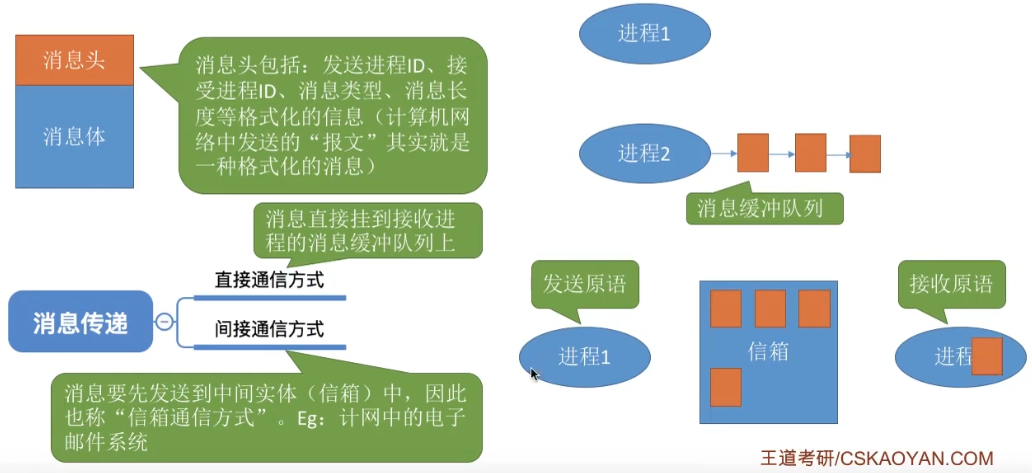 消息头
消息体
消息头包括：发送进程ID、接
受进程ID、消息类型、消息长
度等格式化的信息（计算机网
络中发送的“报文”其实就是
一种格式化的消息）
进程1
进程2
消息缓冲队列
消息直接挂到接收进
程的消息缓冲队列上
直接通信方式
消息传递
间接通信方式
消息要先发送到中间实体（信箱）中，因此
也称“信箱通信方式”。Eg：计网中的电子
邮件系统
发送原语
接收原语
进程1
信箱
进程
王道考研/CSKAOYAN.COM